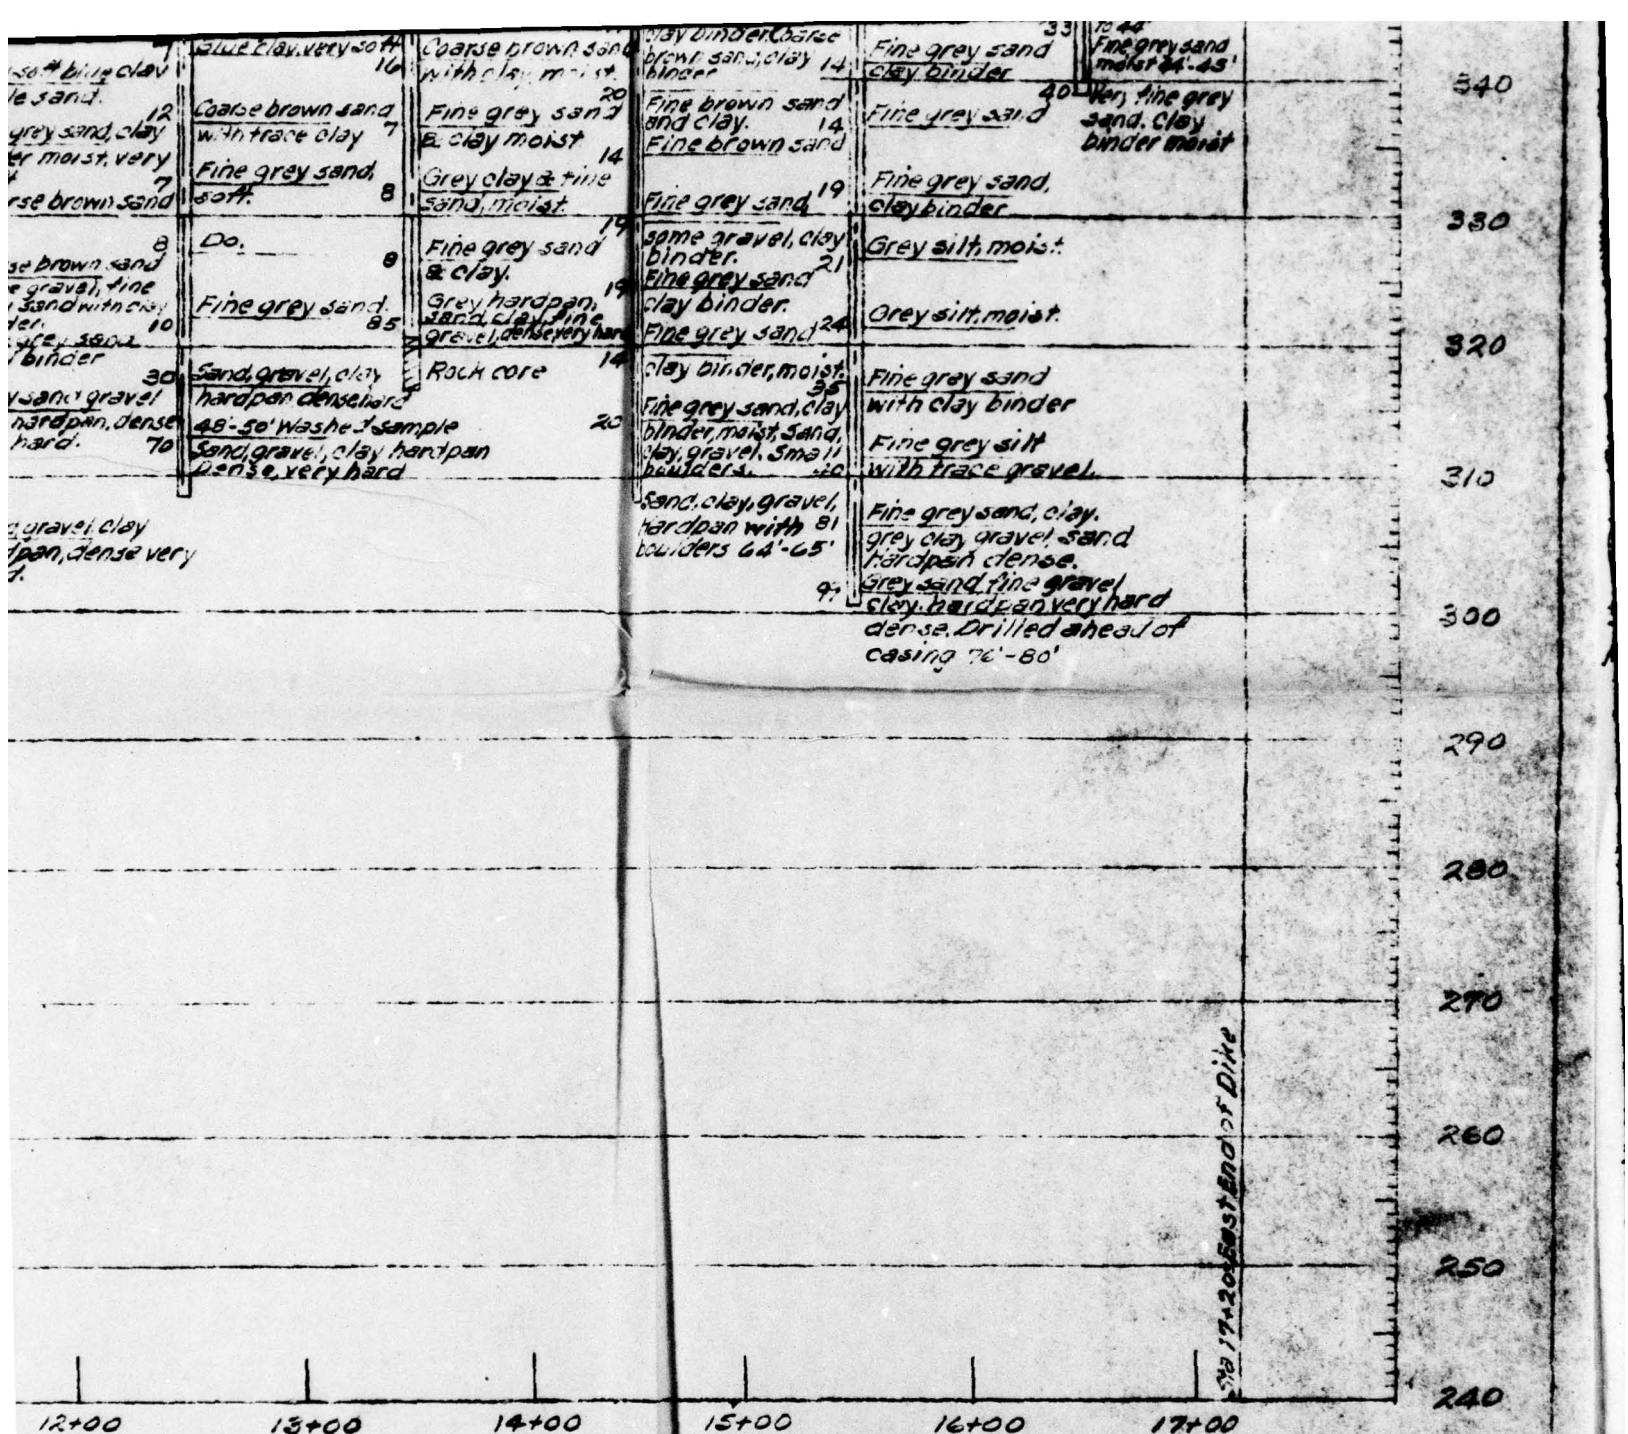 7
soft blue clay
le sand.
12
grey sand, clay
er moist, very
7
rse brown sand
8
se brown sand
e gravel, fine
sand with clay
der. 10
grey sand
binder
30
sand gravel
hardpan, dense
hard. 70
gravel, clay
dpan, dense very
d.
Blue clay, very soft
16
Coarse brown sand
with trace clay 7
Fine grey sand,
soft. 8
Do.
8
Fine grey sand.
85
Sand, gravel, clay
hardpan dense, hard
48'-50' Washed sample
Sand, gravel, clay hardpan
Dense, very hard
Coarse brown sand
with clay, moist.
20
Fine grey sand
& clay moist
14
Grey clay & fine
sand, moist.
19
Fine grey sand
& clay.
19
Grey hardpan,
sand, clay, fine
gravel, dense, very hard
Rock core 14
20
clay binder. Coarse
brown sand, clay
binder 14
Fine brown sand
and clay. 14
Fine brown sand
Fine grey sand 19
some gravel, clay
binder. 21
Fine grey sand
clay binder.
Fine grey sand 24
clay binder, moist.
35
Fine grey sand, clay
binder, moist, sand,
clay, gravel. Small
boulders.
Sand, clay, gravel,
hardpan with 81
boulders 64'-65'
33
Fine grey sand
clay binder
40
Fine grey sand
Fine grey sand,
clay binder
Grey silt, moist.
Grey silt, moist.
Fine grey sand
with clay binder
Fine grey silt
with trace gravel.
Fine grey sand, clay.
grey clay gravel, sand
hardpan dense.
Grey sand, fine gravel
clay. hardpan very hard
dense. Drilled ahead of
casing 76'-80'
to 44'
Fine grey sand
moist 44'-45'
Very fine grey
sand. clay
binder moist
340
330
320
310
300
290
280
270
260
250
240
Sta 17+20 East End of Dike
12+00 13+00 14+00 15+00 16+00 17+00